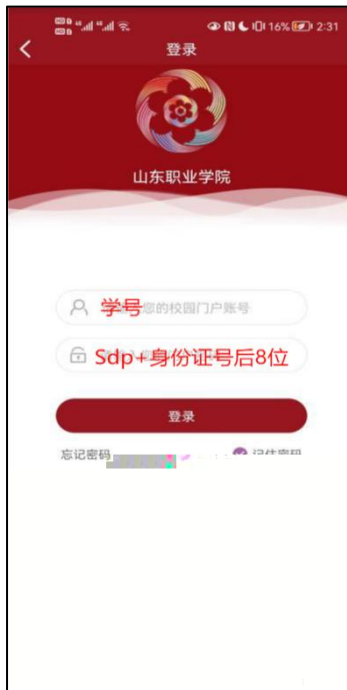 16% 2:31
登录
山东职业学院
学号您的校园门户账号
Sdp+身份证号后8位
登录
忘记密码 记住密码